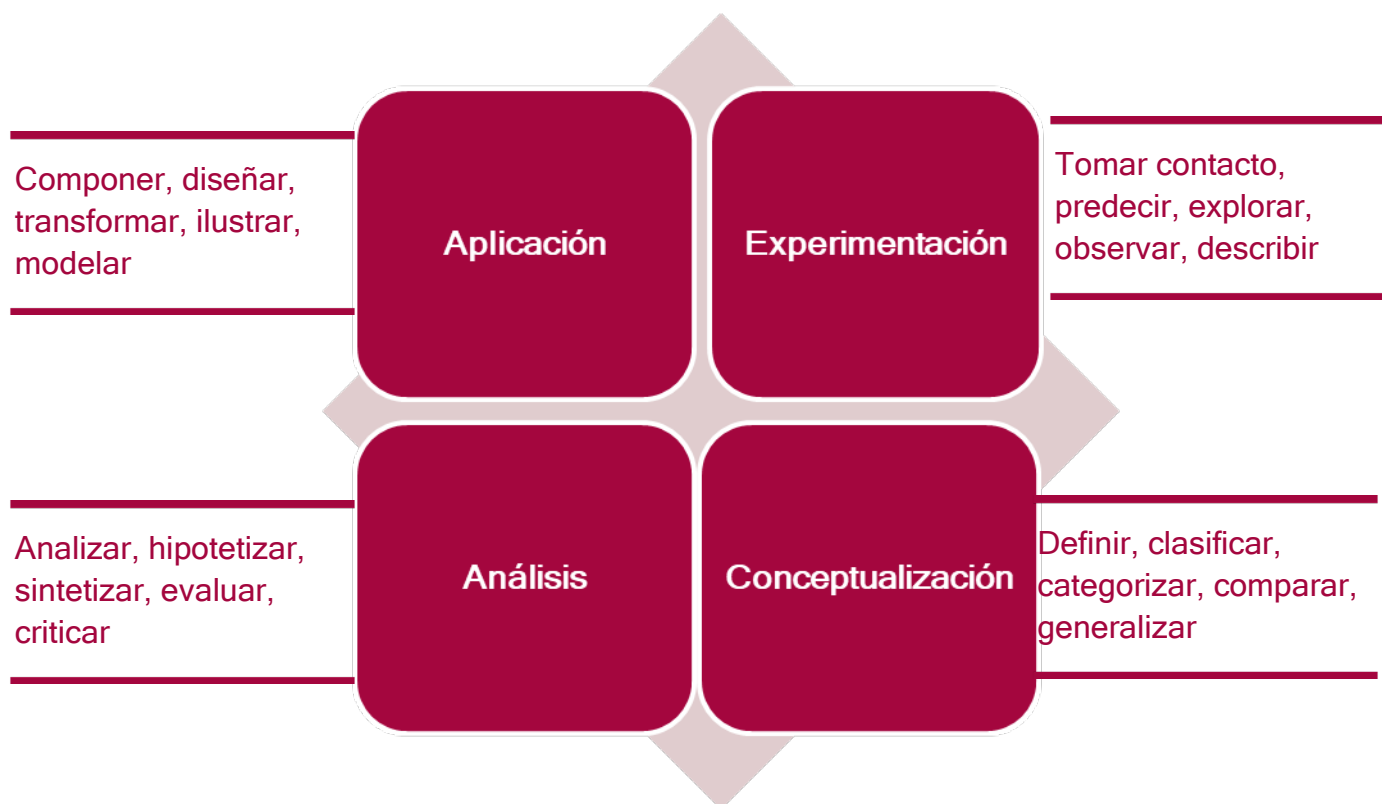 Componer, diseñar,
transformar, ilustrar,
modelar
Aplicación
Experimentación
Tomar contacto,
predecir, explorar,
observar, describir
Analizar, hipotetizar,
sintetizar, evaluar,
criticar
Análisis
Conceptualización
Definir, clasificar,
categorizar, comparar,
generalizar